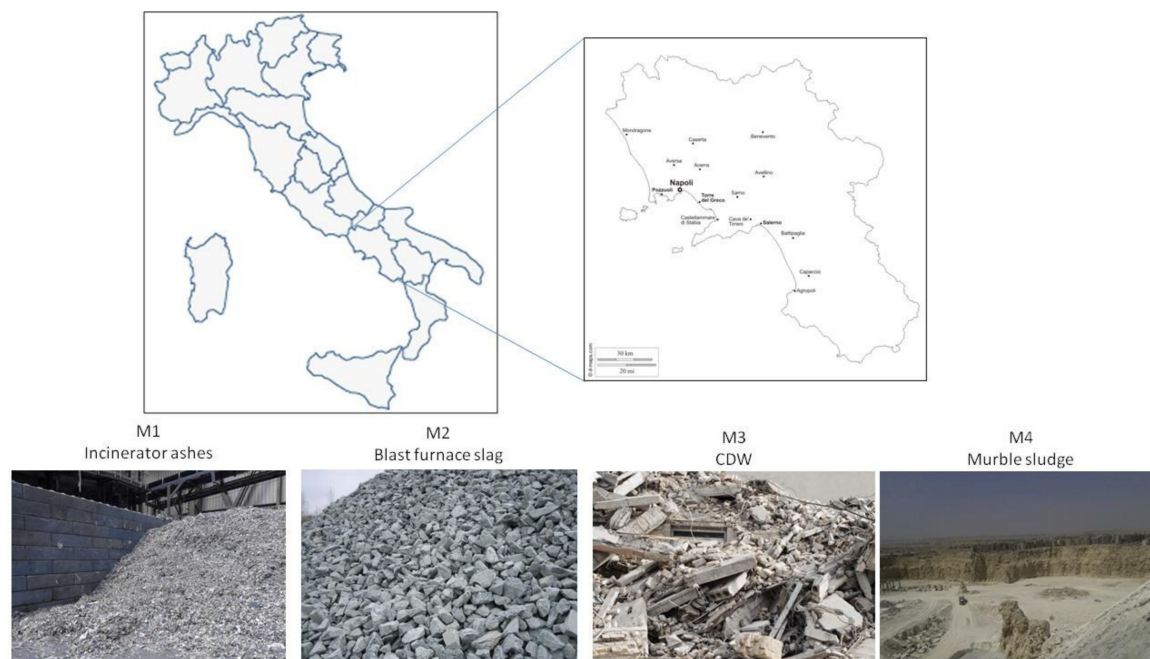 Mondragone
Caserta
Benevento
Aversa
Acerra
Avellino
Napoli
Pozzuoli
Torre
del Greco
Sarno
Castellammare
di Stabia
Cava de'
Tirreni
Salerno
Battipaglia
Capaccio
Agropoli
30 km
20 mi
© d-maps.com
M1
Incinerator ashes
M2
Blast furnace slag
M3
CDW
M4
Murble sludge